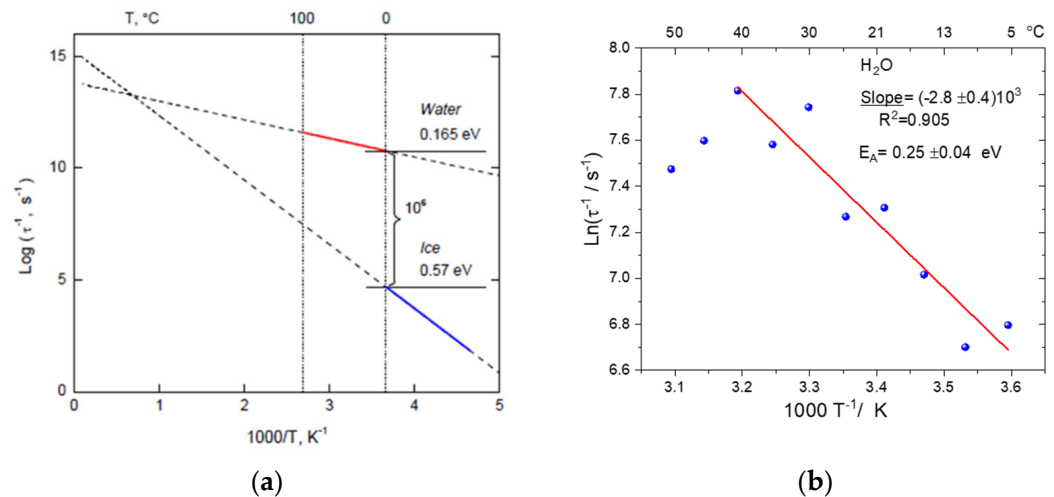 T, °C 100 0
15
10
5
0
Log (τ⁻¹, s⁻¹)
Water
0.165 eV
10⁶
Ice
0.57 eV
0 1 2 3 4 5
1000/T, K⁻¹
(a)
50 40 30 21 13 5 °C
8.0
7.8
7.6
7.4
7.2
7.0
6.8
6.6
Ln(τ⁻¹/ s⁻¹)
H₂O
Slope= (-2.8 ±0.4)10³
R²=0.905
E_A= 0.25 ±0.04 eV
3.1 3.2 3.3 3.4 3.5 3.6
1000 T⁻¹/ K
(b)